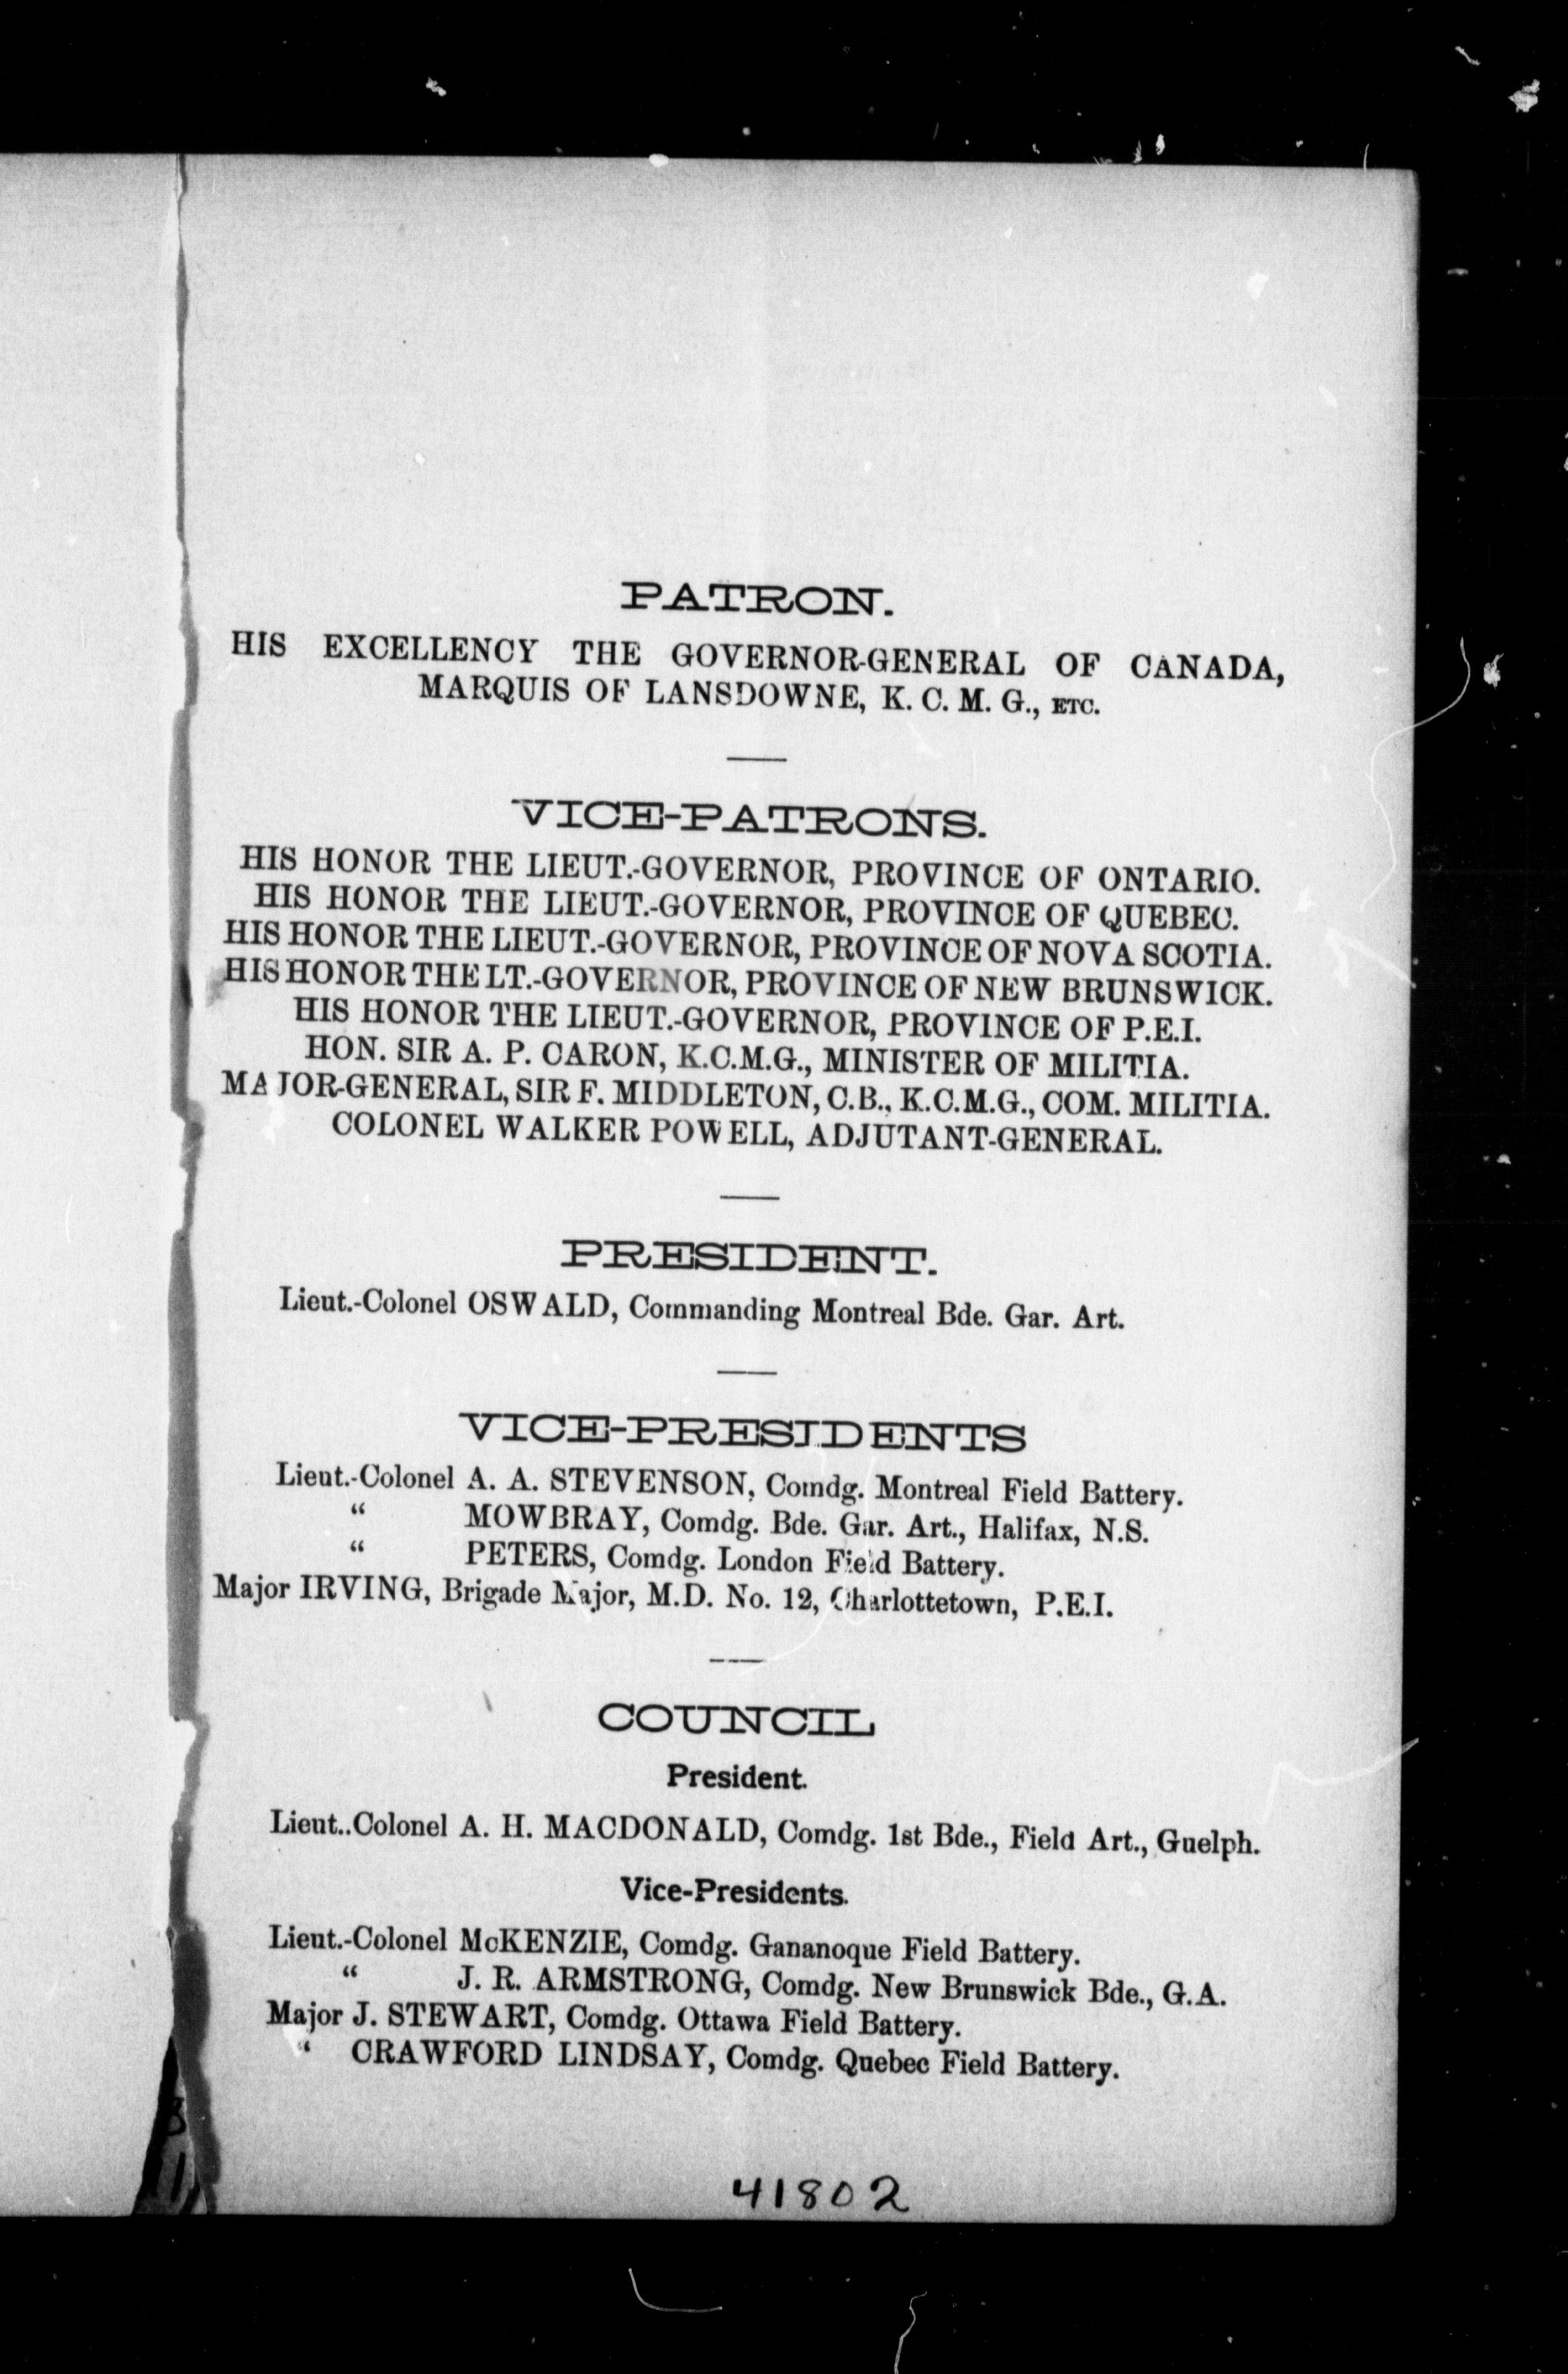 PATRON.
HIS EXCELLENCY THE GOVERNOR-GENERAL OF CANADA,
MARQUIS OF LANSDOWNE, K. C. M. G., ETC.
VICE-PATRONS.
HIS HONOR THE LIEUT.-GOVERNOR, PROVINCE OF ONTARIO.
HIS HONOR THE LIEUT.-GOVERNOR, PROVINCE OF QUEBEC.
HIS HONOR THE LIEUT.-GOVERNOR, PROVINCE OF NOVA SCOTIA.
HIS HONOR THE LT.-GOVERNOR, PROVINCE OF NEW BRUNSWICK.
HIS HONOR THE LIEUT.-GOVERNOR, PROVINCE OF P.E.I.
HON. SIR A. P. CARON, K.C.M.G., MINISTER OF MILITIA.
MAJOR-GENERAL, SIR F. MIDDLETON, C.B., K.C.M.G., COM. MILITIA.
COLONEL WALKER POWELL, ADJUTANT-GENERAL.
PRESIDENT.
Lieut.-Colonel OSWALD, Commanding Montreal Bde. Gar. Art.
VICE-PRESIDENTS
Lieut.-Colonel A. A. STEVENSON, Comdg. Montreal Field Battery.
“ MOWBRAY, Comdg. Bde. Gar. Art., Halifax, N.S.
“ PETERS, Comdg. London Field Battery.
Major IRVING, Brigade Major, M.D. No. 12, Charlottetown, P.E.I.
COUNCIL
President.
Lieut..Colonel A. H. MACDONALD, Comdg. 1st Bde., Field Art., Guelph.
Vice-Presidents.
Lieut.-Colonel McKENZIE, Comdg. Gananoque Field Battery.
“ J. R. ARMSTRONG, Comdg. New Brunswick Bde., G.A.
Major J. STEWART, Comdg. Ottawa Field Battery.
“ CRAWFORD LINDSAY, Comdg. Quebec Field Battery.
41802